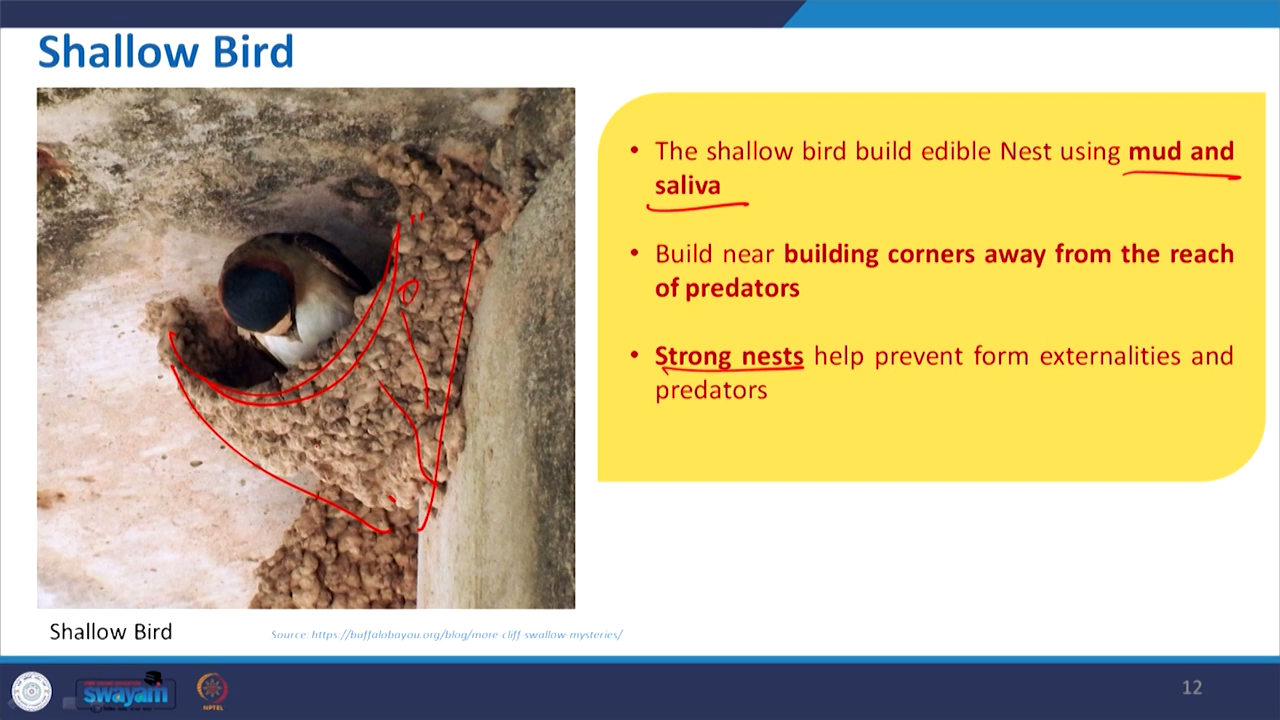 Shallow Bird
• The shallow bird build edible Nest using mud and
saliva
• Build near building corners away from the reach
of predators
• Strong nests help prevent form externalities and
predators
Shallow Bird
Source: https://buffalobayou.org/blog/more-cliff-swallow-mysteries/
swayam
NPTEL
12